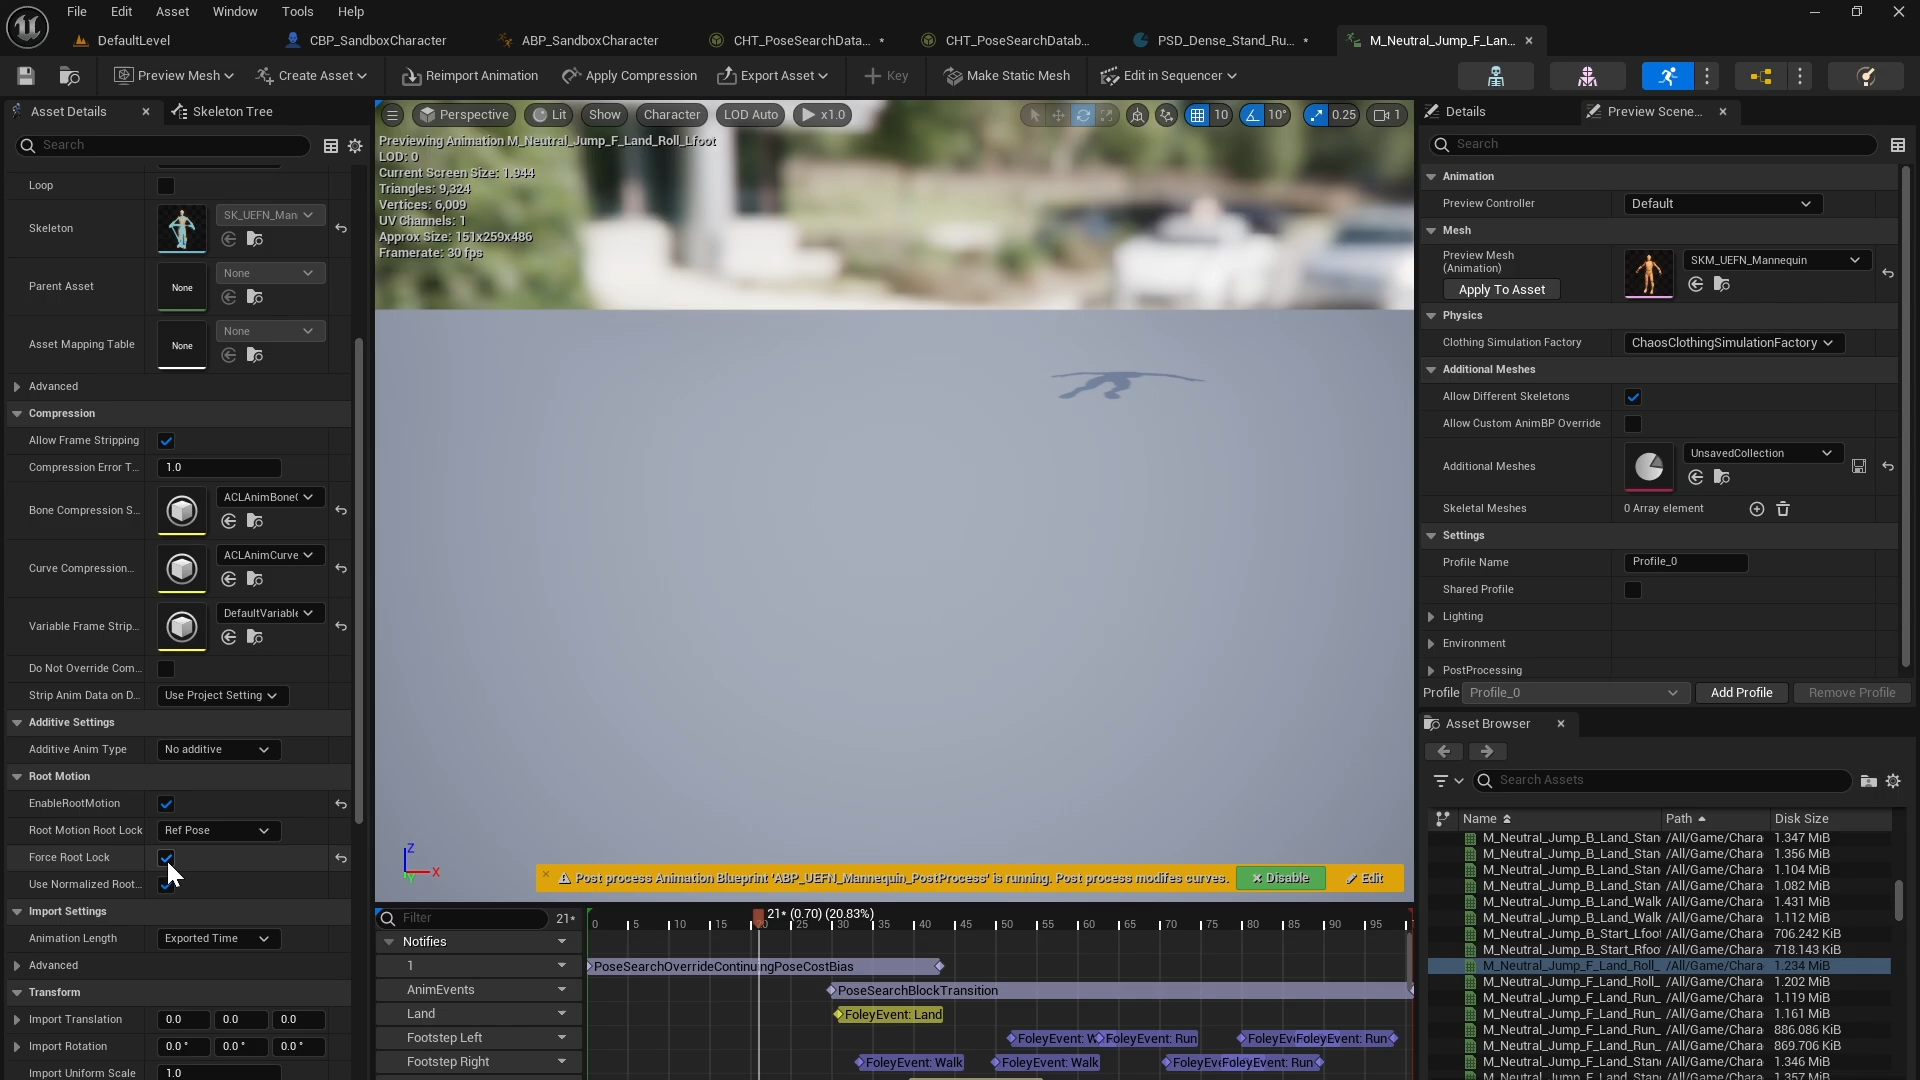 File Edit Asset Window Tools Help
DefaultLevel CBP_SandboxCharacter ABP_SandboxCharacter CHT_PoseSearchData... • CHT_PoseSearchDatab... PSD_Dense_Stand_Ru... • M_Neutral_Jump_F_Lan...
Preview Mesh Create Asset Reimport Animation Apply Compression Export Asset Key Make Static Mesh Edit in Sequencer
Asset Details Skeleton Tree
Search
Loop
Skeleton SK_UEFN_Man
Parent Asset None None
Asset Mapping Table None None
Advanced
Compression
Allow Frame Stripping
Compression Error T... 1.0
Bone Compression S... ACLAnimBone(
Curve Compression... ACLAnimCurve
Variable Frame Strip... DefaultVariable
Do Not Override Com...
Strip Anim Data on D... Use Project Setting
Additive Settings
Additive Anim Type No additive
Root Motion
EnableRootMotion
Root Motion Root Lock Ref Pose
Force Root Lock
Use Normalized Root...
Import Settings
Animation Length Exported Time
Advanced
Transform
Import Translation 0.0 0.0 0.0
Import Rotation 0.0° 0.0° 0.0°
Import Uniform Scale 1.0
Perspective Lit Show Character LOD Auto x1.0 10 10° 0.25 1
Previewing Animation M_Neutral_Jump_F_Land_Roll_Lfoot
LOD: 0
Current Screen Size: 1.944
Triangles: 9,324
Vertices: 6,009
UV Channels: 1
Approx Size: 151x259x486
Framerate: 30 fps
Z
X
Y
Post process Animation Blueprint 'ABP_UEFN_Mannequin_PostProcess' is running. Post process modifes curves. Disable Edit
Filter 21*
21* (0.70) (20.83%)
0 5 10 15 20 25 30 35 40 45 50 55 60 65 70 75 80 85 90 95
Notifies
1 PoseSearchOverrideContinuingPoseCostBias
AnimEvents PoseSearchBlockTransition
Land FoleyEvent: Land
Footstep Left FoleyEvent: W FoleyEvent: Run FoleyEv FoleyEvent: Run
Footstep Right FoleyEvent: Walk FoleyEvent: Walk FoleyEve FoleyEvent: Run
Details Preview Scene...
Search
Animation
Preview Controller Default
Mesh
Preview Mesh
(Animation)
SKM_UEFN_Mannequin
Apply To Asset
Physics
Clothing Simulation Factory ChaosClothingSimulationFactory
Additional Meshes
Allow Different Skeletons
Allow Custom AnimBP Override
Additional Meshes UnsavedCollection
Skeletal Meshes 0 Array element
Settings
Profile Name Profile_0
Shared Profile
Lighting
Environment
PostProcessing
Profile Profile_0 Add Profile Remove Profile
Asset Browser
Search Assets
Name Path Disk Size
M_Neutral_Jump_B_Land_Stan /All/Game/Chara 1.347 MiB
M_Neutral_Jump_B_Land_Stan /All/Game/Chara 1.356 MiB
M_Neutral_Jump_B_Land_Stan /All/Game/Chara 1.104 MiB
M_Neutral_Jump_B_Land_Stan /All/Game/Chara 1.082 MiB
M_Neutral_Jump_B_Land_Walk /All/Game/Chara 1.431 MiB
M_Neutral_Jump_B_Land_Walk /All/Game/Chara 1.112 MiB
M_Neutral_Jump_B_Start_Lfoot /All/Game/Chara 706.242 KiB
M_Neutral_Jump_B_Start_Rfoo /All/Game/Chara 718.143 KiB
M_Neutral_Jump_F_Land_Roll_ /All/Game/Chara 1.234 MiB
M_Neutral_Jump_F_Land_Roll_ /All/Game/Chara 1.202 MiB
M_Neutral_Jump_F_Land_Run_ /All/Game/Chara 1.119 MiB
M_Neutral_Jump_F_Land_Run_ /All/Game/Chara 1.161 MiB
M_Neutral_Jump_F_Land_Run_ /All/Game/Chara 886.086 KiB
M_Neutral_Jump_F_Land_Run_ /All/Game/Chara 869.706 KiB
M_Neutral_Jump_F_Land_Stan /All/Game/Chara 1.346 MiB
M_Neutral_Jump_F_Land_Stan /All/Game/Chara 1.357 MiB